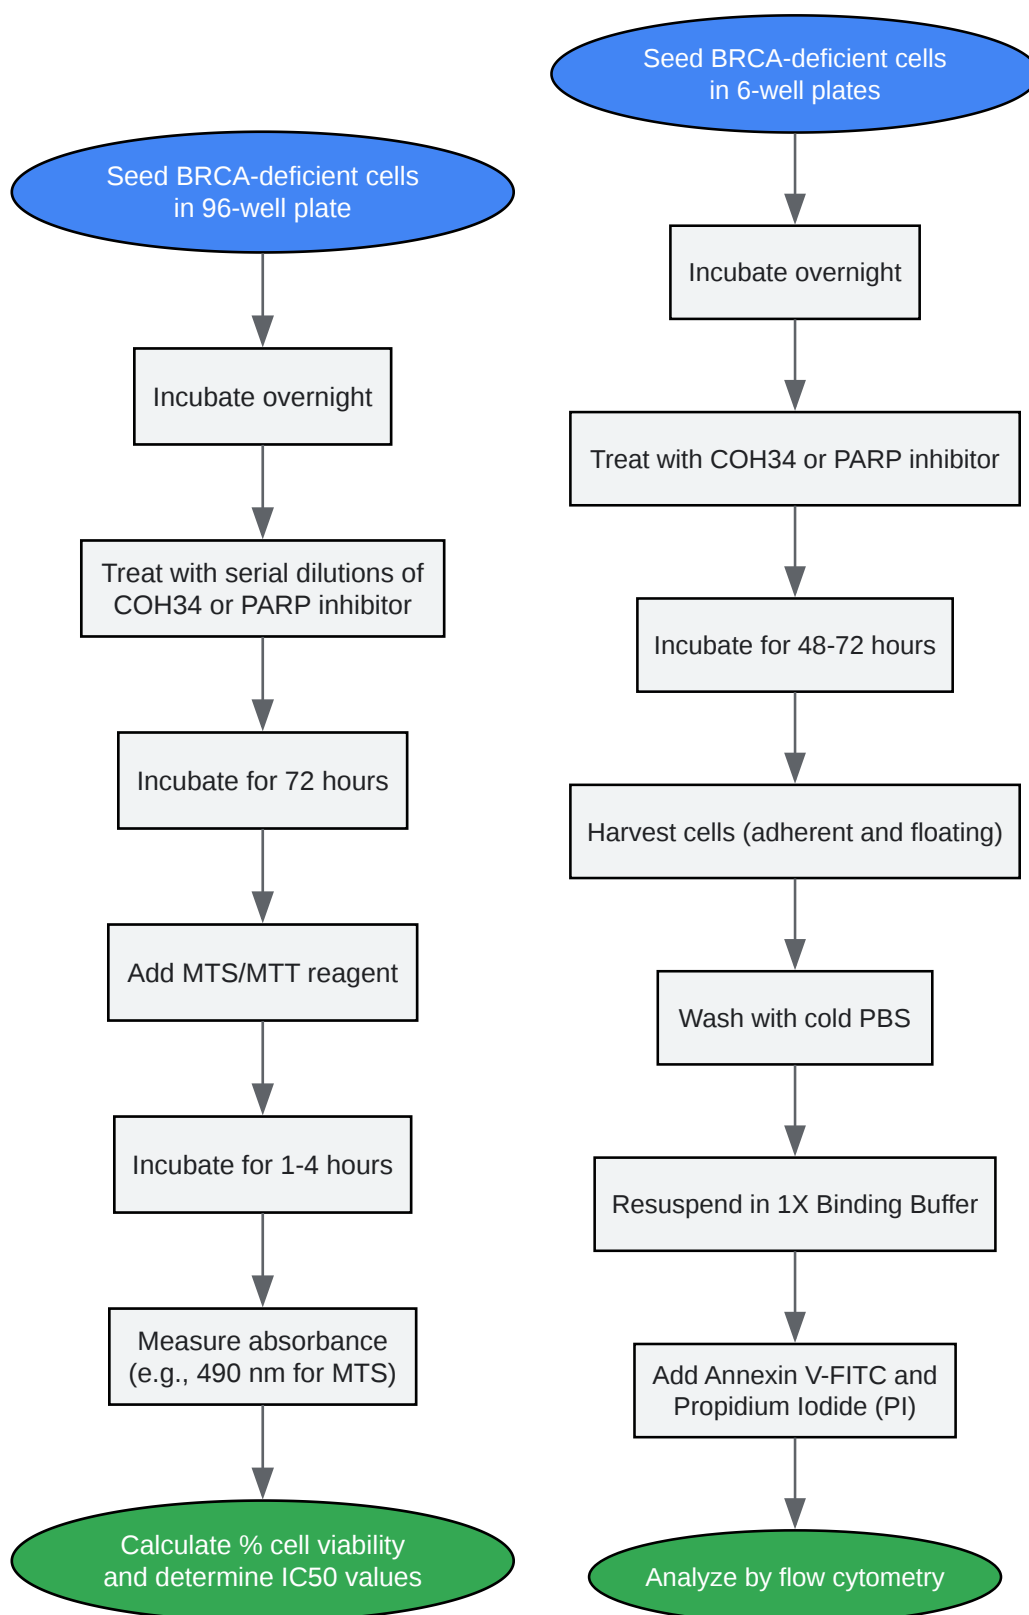 Seed BRCA-deficient cells
in 96-well plate
Incubate overnight
Treat with serial dilutions of
COH34 or PARP inhibitor
Incubate for 72 hours
Add MTS/MTT reagent
Incubate for 1-4 hours
Measure absorbance
(e.g., 490 nm for MTS)
Calculate % cell viability
and determine IC50 values
Seed BRCA-deficient cells
in 6-well plates
Incubate overnight
Treat with COH34 or PARP inhibitor
Incubate for 48-72 hours
Harvest cells (adherent and floating)
Wash with cold PBS
Resuspend in 1X Binding Buffer
Add Annexin V-FITC and
Propidium Iodide (PI)
Analyze by flow cytometry